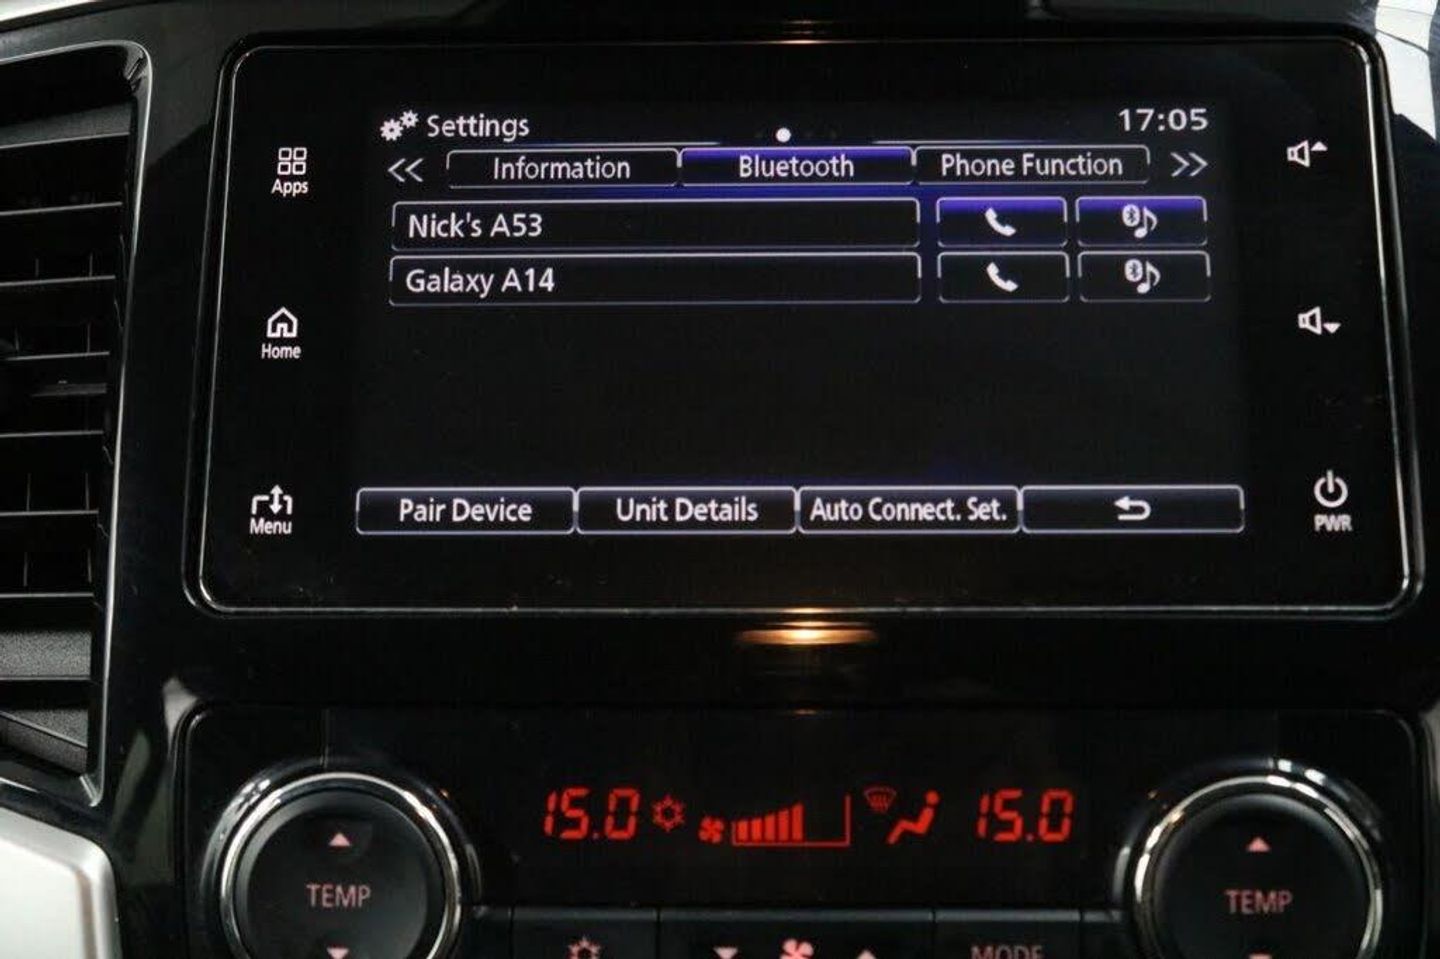 Settings
17:05
Apps
Information
Bluetooth
Phone Function
Nick's A53
Galaxy A14
Home
Menu
Pair Device
Unit Details
Auto Connect. Set.
PWR
15.0
15.0
TEMP
TEMP
MODE